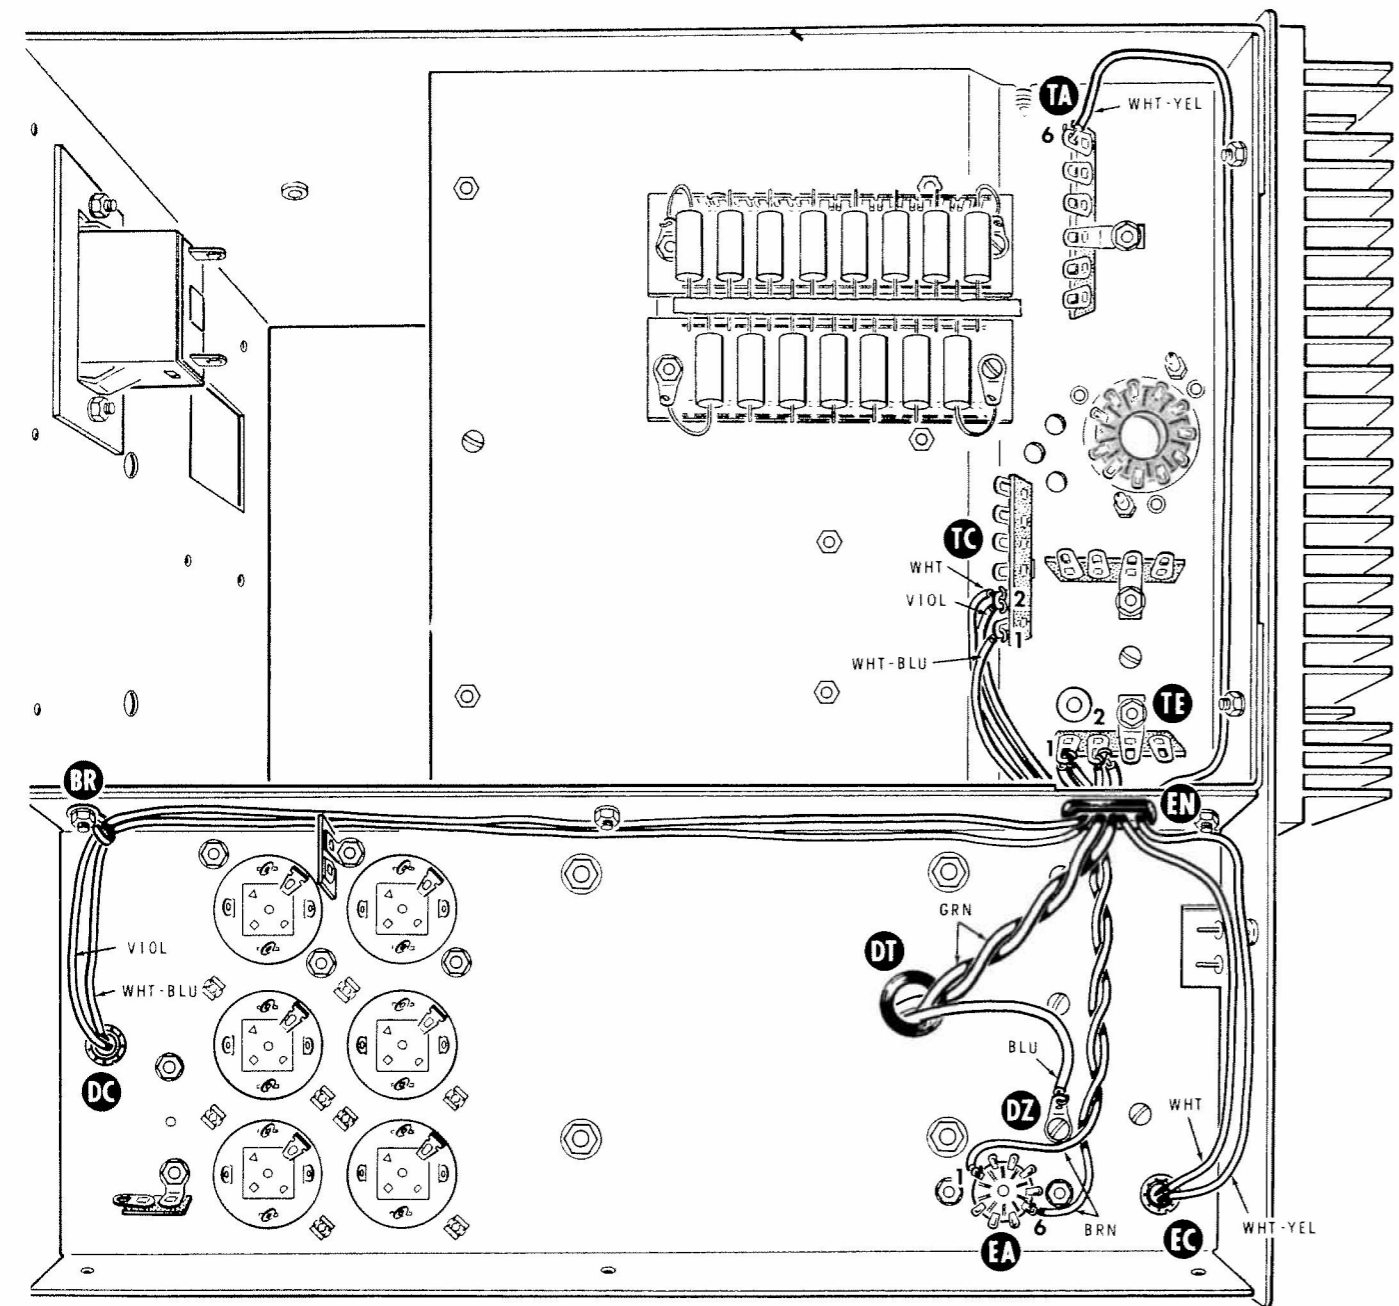 TA
WHT-YEL
6
TC
WHT
VIOL
2
1
WHT-BLU
TE
2
1
BR
EN
GRN
DT
VIOL
WHT-BLU
BLU
DC
DZ
WHT
1
6
BRN
WHT-YEL
EA
EC